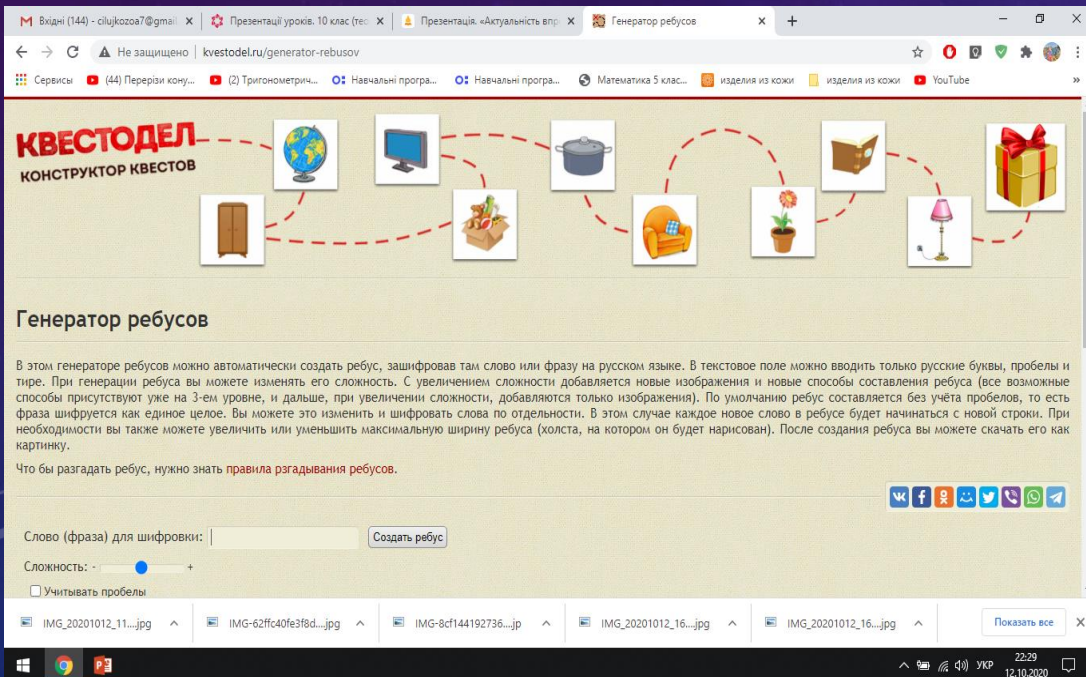 Вхідні (144) - cilujkozoa7@gmail.
Презентації уроків. 10 клас (тео
Презентація. «Актуальність впр
Генератор ребусов
Не защищено | kvestodel.ru/generator-rebusov
Сервисы
(44) Перерізи кону...
(2) Тригонометрич...
Навчальні програ...
Навчальні програ...
Математика 5 клас...
изделия из кожи
изделия из кожи
YouTube
»
КВЕСТОДЕЛ
КОНСТРУКТОР КВЕСТОВ
Генератор ребусов
В этом генераторе ребусов можно автоматически создать ребус, зашифровав там слово или фразу на русском языке. В текстовое поле можно вводить только русские буквы, пробелы и
тире. При генерации ребуса вы можете изменять его сложность. С увеличением сложности добавляется новые изображения и новые способы составления ребуса (все возможные
способы присутствуют уже на 3-ем уровне, и дальше, при увеличении сложности, добавляются только изображения). По умолчанию ребус составляется без учёта пробелов, то есть
фраза шифруется как единое целое. Вы можете это изменить и шифровать слова по отдельности. В этом случае каждое новое слово в ребусе будет начинаться с новой строки. При
необходимости вы также можете увеличить или уменьшить максимальную ширину ребуса (холста, на котором он будет нарисован). После создания ребуса вы можете скачать его как
картинку.
Что бы разгадать ребус, нужно знать правила рзгадывания ребусов.
Слово (фраза) для шифровки:
Создать ребус
Сложность: - +
Учитывать пробелы
IMG_20201012_11....jpg
IMG-62ffc40fe3f8d....jpg
IMG-8cf144192736....jp
IMG_20201012_16....jpg
IMG_20201012_16....jpg
Показать все
УКР
22:29
12.10.2020